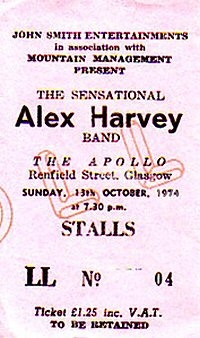 JOHN SMITH ENTERTAINMENTS
in association with
MOUNTAIN MANAGEMENT
PRESENT
THE SENSATIONAL
Alex Harvey
BAND
THE APOLLO
Renfield Street, Glasgow
SUNDAY, 13th OCTOBER, 1974
at 7.30 p.m.
STALLS
LL No 04
Ticket £1.25 inc. V.A.T.
TO BE RETAINED